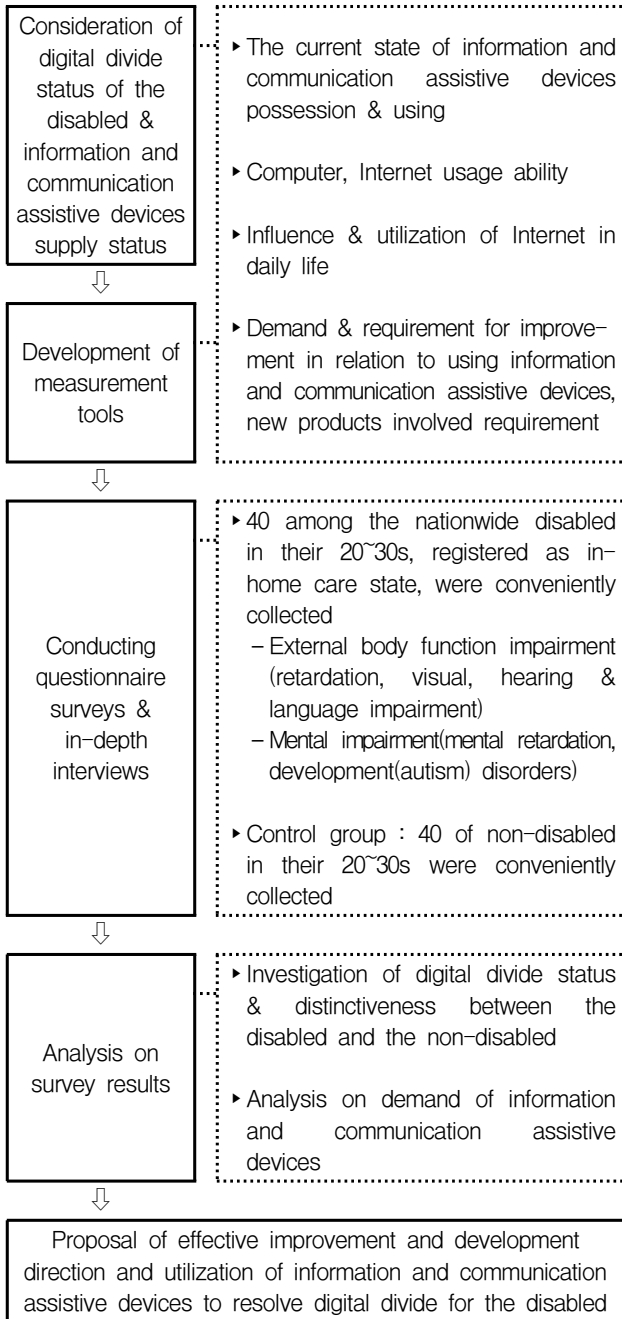 Consideration of
digital divide
status of the
disabled &
information and
communication
assistive devices
supply status
▸ The current state of information and
communication assistive devices
possession & using
▸ Computer, Internet usage ability
▸ Influence & utilization of Internet in
daily life
▸ Demand & requirement for improve-
ment in relation to using information
and communication assistive devices,
new products involved requirement
⇩
Development of
measurement
tools
⇩
Conducting
questionnaire
surveys &
in-depth
interviews
▸ 40 among the nationwide disabled
in their 20~30s, registered as in-
home care state, were conveniently
collected
- External body function impairment
(retardation, visual, hearing &
language impairment)
- Mental impairment(mental retardation,
development(autism) disorders)
▸ Control group : 40 of non-disabled
in their 20~30s were conveniently
collected
⇩
Analysis on
survey results
▸ Investigation of digital divide status
& distinctiveness between the
disabled and the non-disabled
▸ Analysis on demand of information
and communication assistive
devices
⇩
Proposal of effective improvement and development
direction and utilization of information and communication
assistive devices to resolve digital divide for the disabled